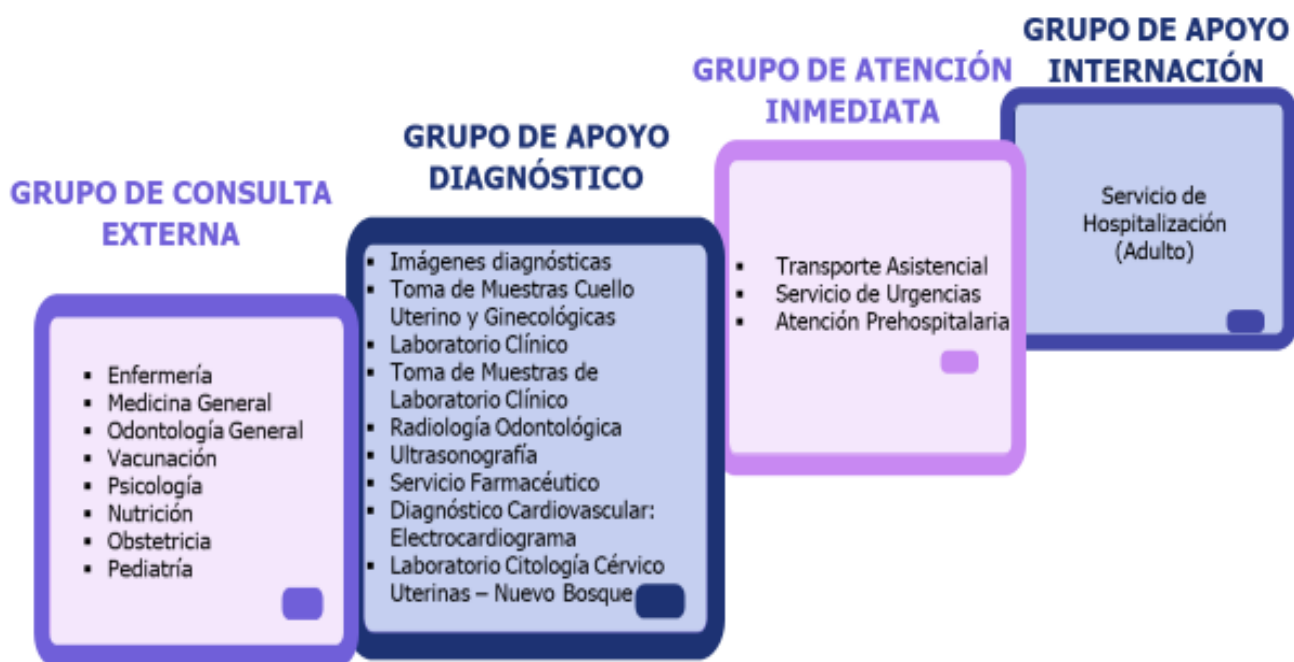 GRUPO DE CONSULTA
EXTERNA
▪ Enfermería
▪ Medicina General
▪ Odontología General
▪ Vacunación
▪ Psicología
▪ Nutrición
▪ Obstetricia
▪ Pediatría
GRUPO DE APOYO
DIAGNÓSTICO
▪ Imágenes diagnósticas
▪ Toma de Muestras Cuello
Uterino y Ginecológicas
▪ Laboratorio Clínico
▪ Toma de Muestras de
Laboratorio Clínico
▪ Radiología Odontológica
▪ Ultrasonografía
▪ Servicio Farmacéutico
▪ Diagnóstico Cardiovascular:
Electrocardiograma
▪ Laboratorio Citología Cérvico
Uterinas – Nuevo Bosque
GRUPO DE ATENCIÓN
INMEDIATA
▪ Transporte Asistencial
▪ Servicio de Urgencias
▪ Atención Prehospitalaria
GRUPO DE APOYO
INTERNACIÓN
Servicio de
Hospitalización
(Adulto)